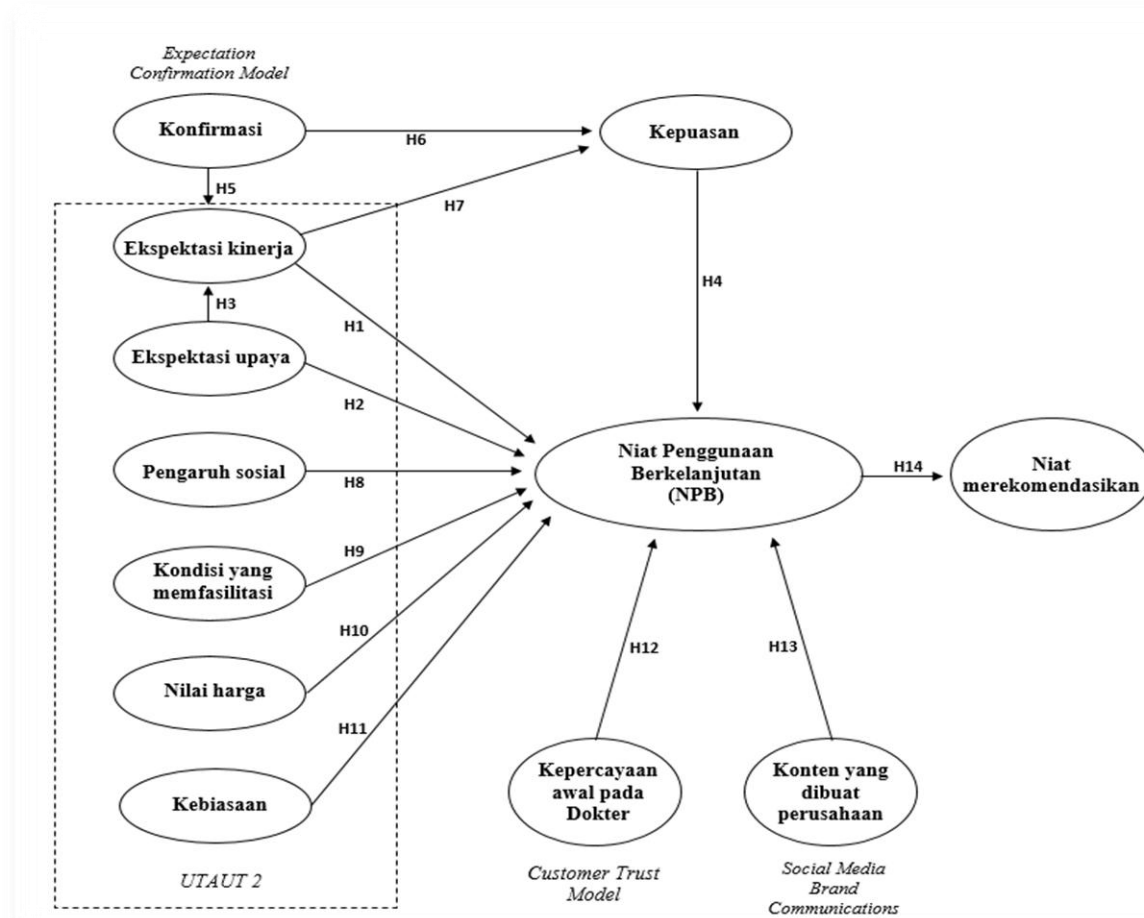 Expectation
Confirmation Model
Konfirmasi
H6
Kepuasan
H5
H7
Ekspektasi kinerja
H3
H1
H4
Ekspektasi upaya
H2
Pengaruh sosial
H8
Niat Penggunaan
Berkelanjutan
(NPB)
H14
Niat
merekomendasikan
Kondisi yang
memfasilitasi
H9
H10
Nilai harga
H11
H12
H13
Kebiasaan
Kepercayaan
awal pada
Dokter
Konten yang
dibuat
perusahaan
UTAUT 2
Customer Trust
Model
Social Media
Brand
Communications